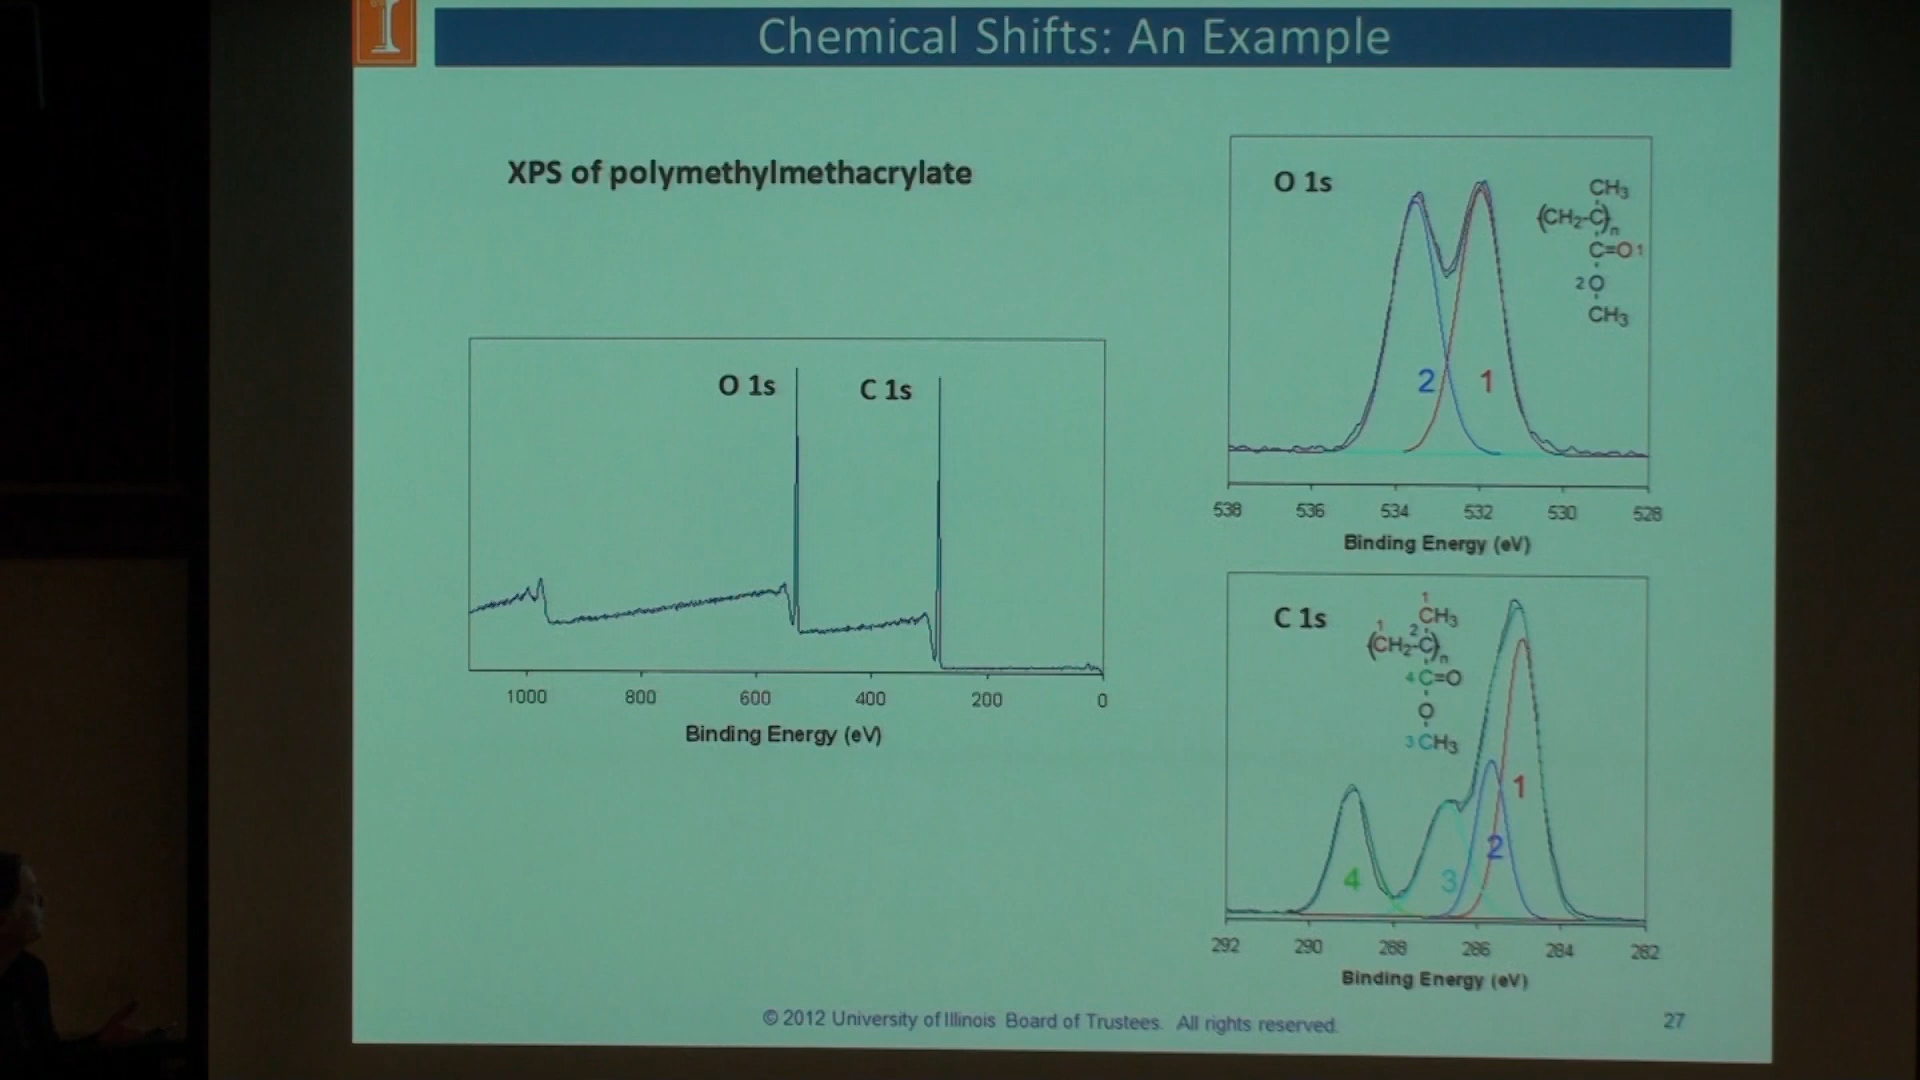 Chemical Shifts: An Example
XPS of polymethylmethacrylate
O 1s
C 1s
1000 800 600 400 200 0
Binding Energy (eV)
O 1s
CH3
(CH2-C)n
C=O 1
2 O
CH3
2 1
538 536 534 532 530 528
Binding Energy (eV)
C 1s
1
CH3
1 2
(CH2-C)n
4 C=O
O
3 CH3
4 3 2 1
292 290 288 286 284 282
Binding Energy (eV)
© 2012 University of Illinois Board of Trustees. All rights reserved.
27